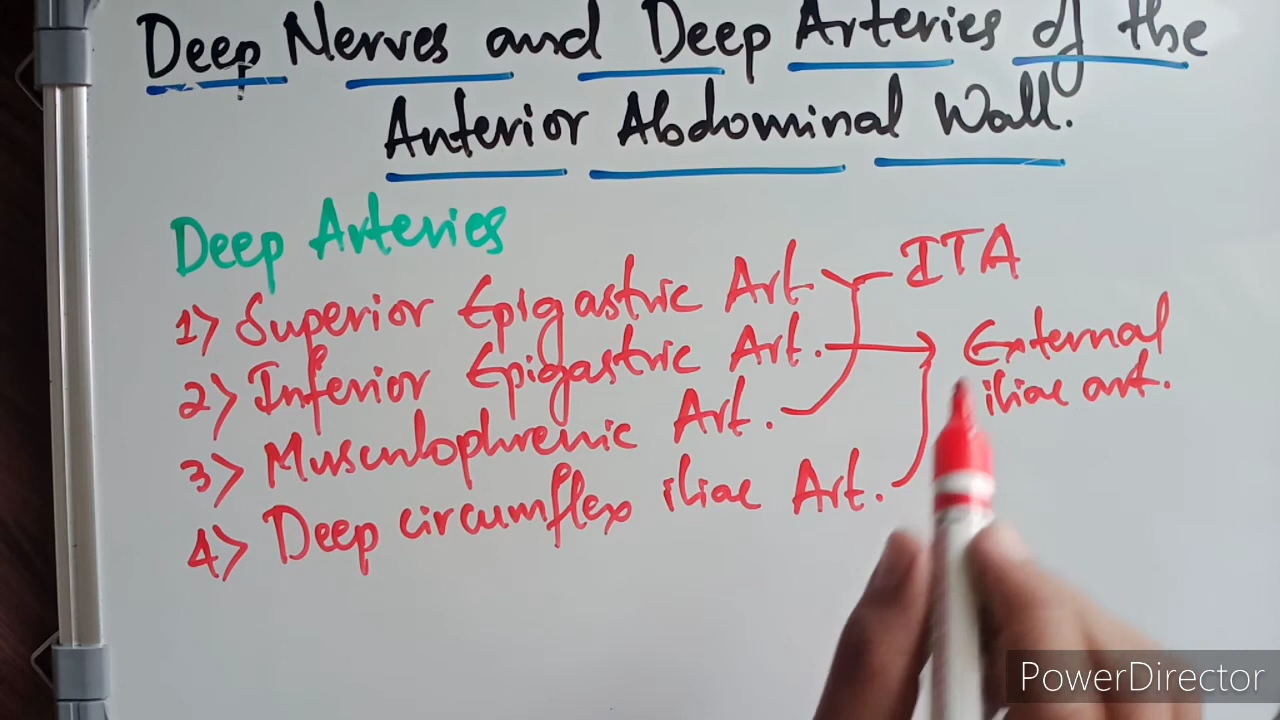 Deep Nerves and Deep Arteries of the
Anterior Abdominal Wall.
Deep Arteries
1) Superior Epigastric Art. ITA
2) Inferior Epigastric Art. External
iliac art.
3) Musculophrenic Art.
4) Deep circumflex iliac Art.
PowerDirector